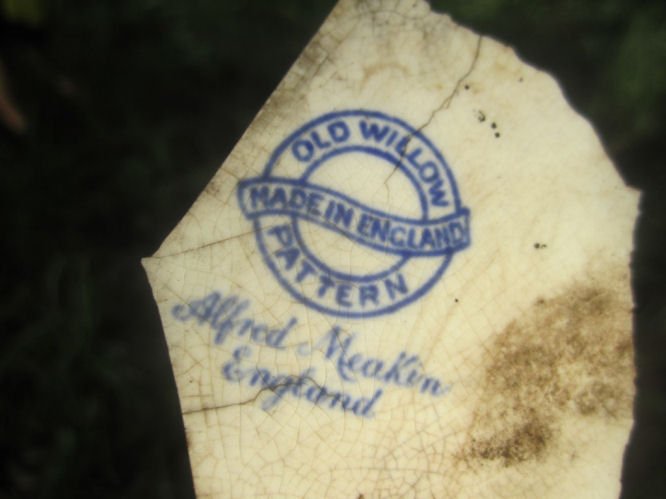 OLD WILLOW
MADE IN ENGLAND
PATTERN
Alfred Meakin
England